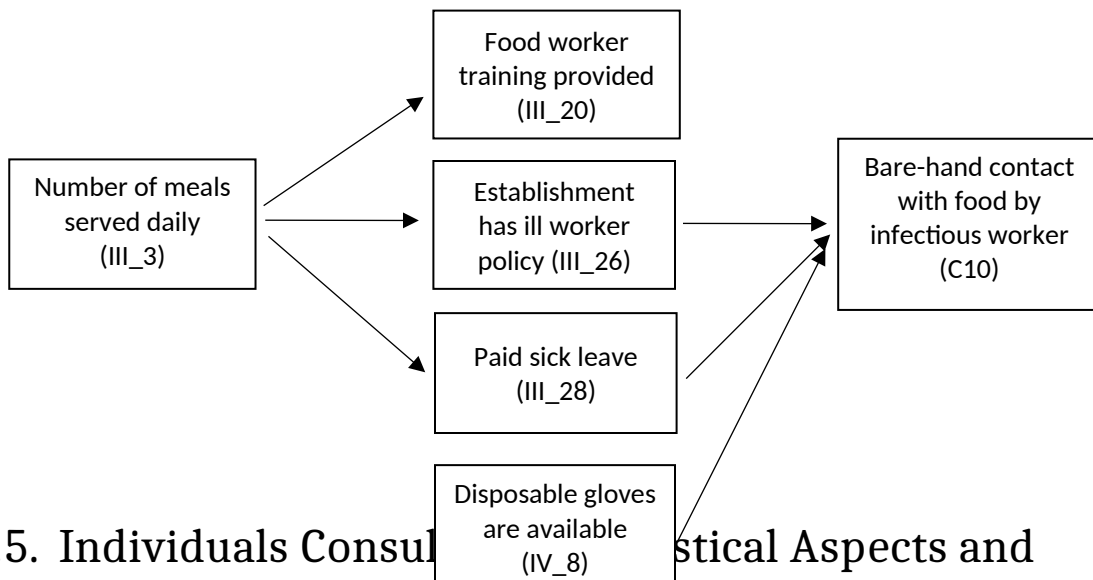 Food worker
training provided
(III_20)
Number of meals
served daily
(III_3)
Establishment
has ill worker
policy (III_26)
Bare-hand contact
with food by
infectious worker
(C10)
Paid sick leave
(III_28)
Disposable gloves
are available
(IV_8)
5. Individuals Consul stical Aspects and